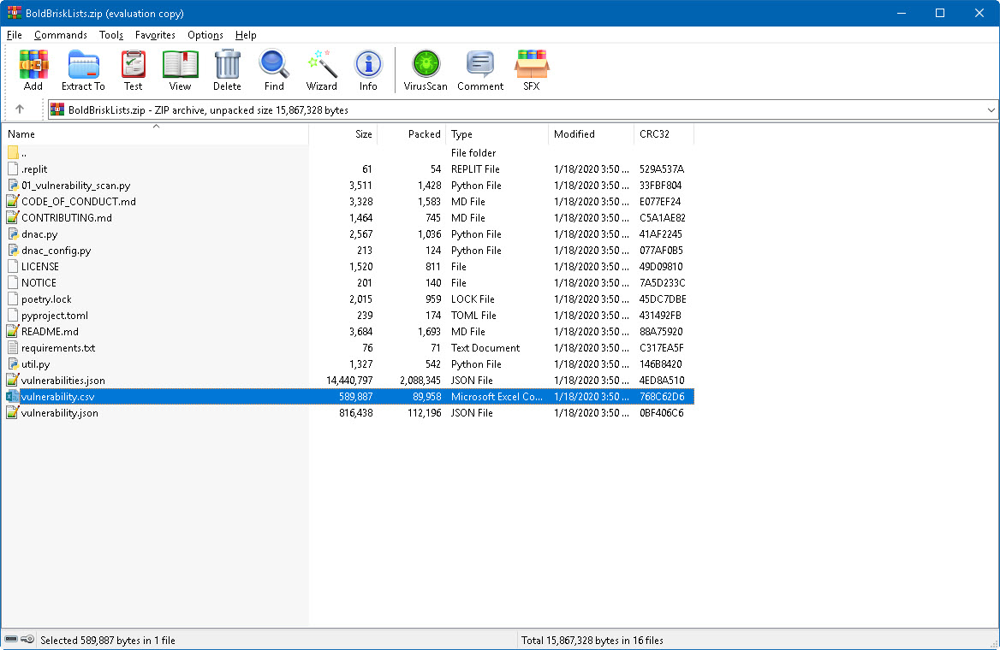 BoldBriskLists.zip (evaluation copy)
File Commands Tools Favorites Options Help
Add Extract To Test View Delete Find Wizard Info VirusScan Comment SFX
BoldBriskLists.zip - ZIP archive, unpacked size 15,867,328 bytes
Name Size Packed Type Modified CRC32
.. File folder
.replit 61 54 REPLIT File 1/18/2020 3:50 ... 529A537A
01_vulnerability_scan.py 3,511 1,428 Python File 1/18/2020 3:50 ... 33FBF804
CODE_OF_CONDUCT.md 3,328 1,583 MD File 1/18/2020 3:50 ... E077EF24
CONTRIBUTING.md 1,464 745 MD File 1/18/2020 3:50 ... C5A1AE82
dnac.py 2,567 1,036 Python File 1/18/2020 3:50 ... 41AF2245
dnac_config.py 213 124 Python File 1/18/2020 3:50 ... 077AF0B5
LICENSE 1,520 811 File 1/18/2020 3:50 ... 49D09810
NOTICE 201 140 File 1/18/2020 3:50 ... 7A5D233C
poetry.lock 2,015 959 LOCK File 1/18/2020 3:50 ... 45DC7DBE
pyproject.toml 239 174 TOML File 1/18/2020 3:50 ... 431492FB
README.md 3,684 1,693 MD File 1/18/2020 3:50 ... 88A75920
requirements.txt 76 71 Text Document 1/18/2020 3:50 ... C317EA5F
util.py 1,327 542 Python File 1/18/2020 3:50 ... 146B8420
vulnerabilities.json 14,440,797 2,088,345 JSON File 1/18/2020 3:50 ... 4ED8A510
vulnerability.csv 589,887 89,958 Microsoft Excel Co... 1/18/2020 3:50 ... 768C62D6
vulnerability.json 816,438 112,196 JSON File 1/18/2020 3:50 ... 0BF406C6
Selected 589,887 bytes in 1 file Total 15,867,328 bytes in 16 files